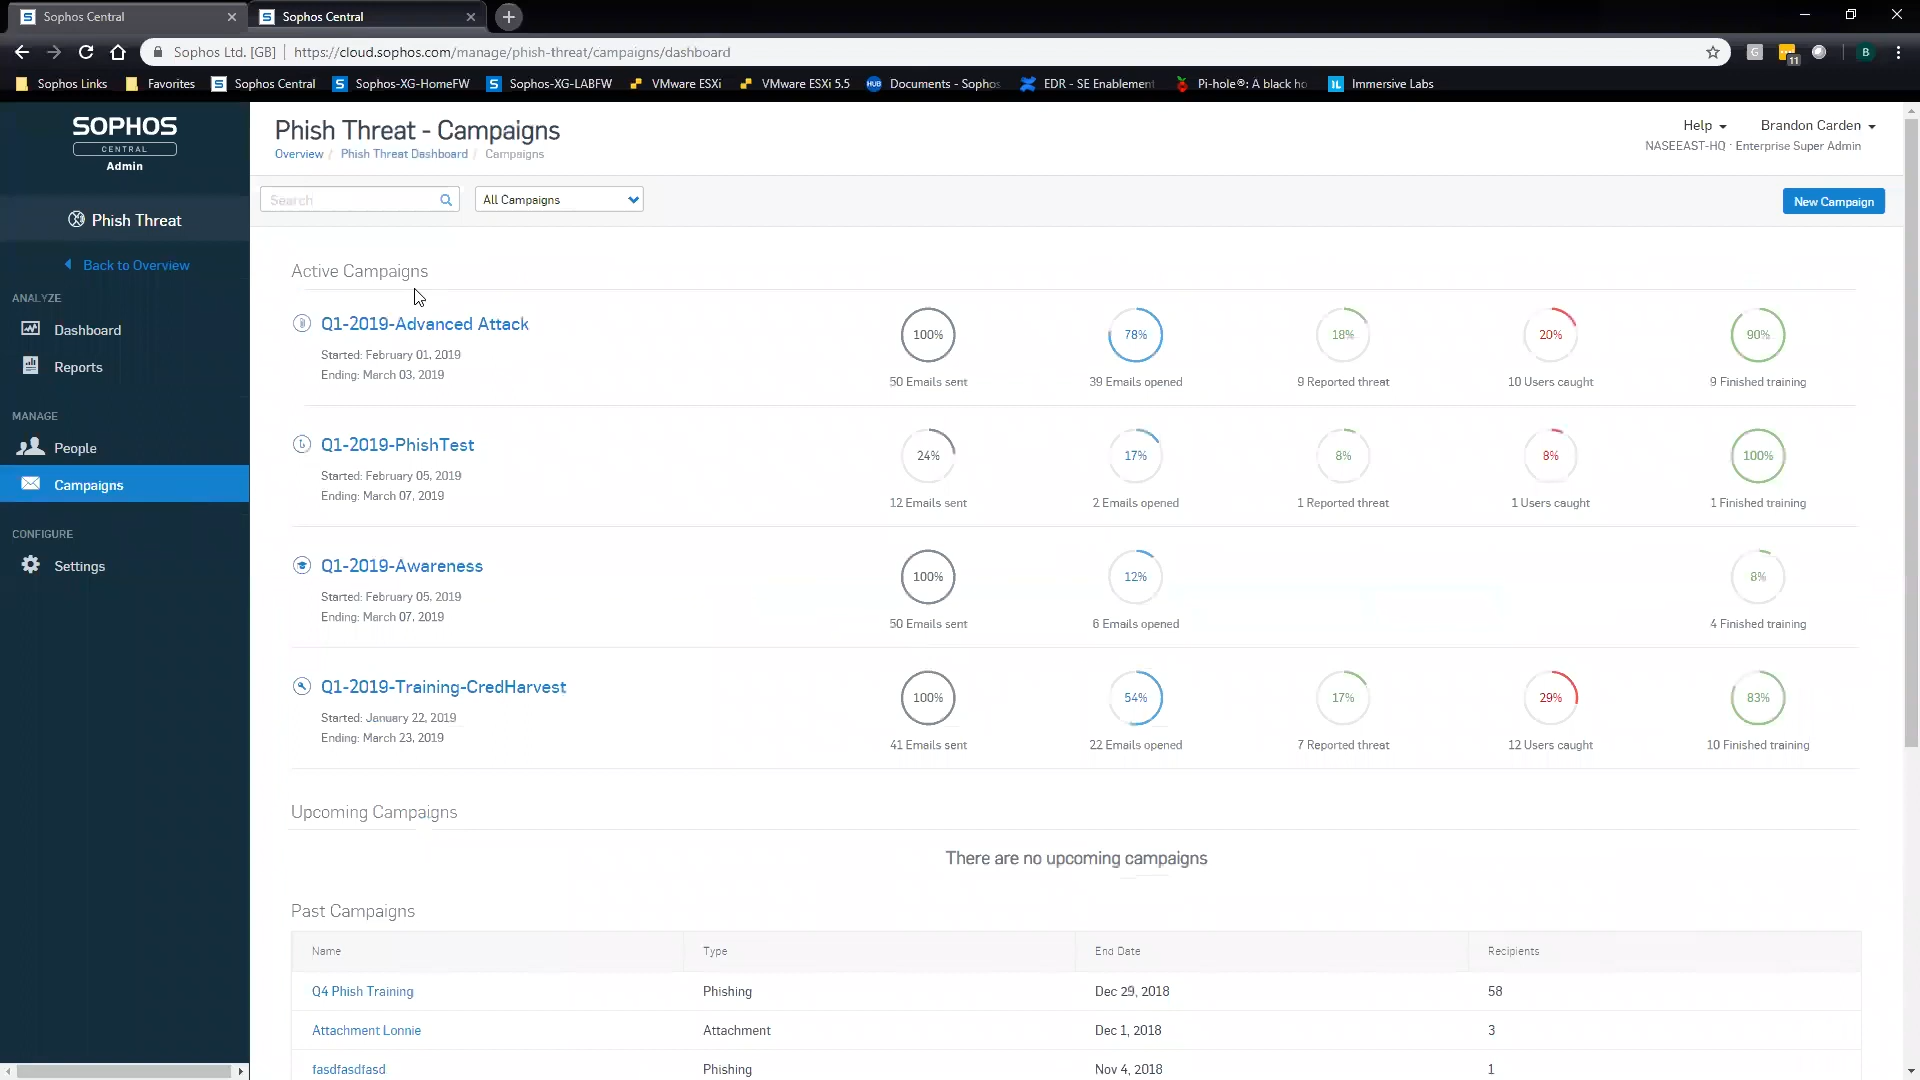 Sophos Central
Sophos Central
Sophos Ltd. [GB] | https://cloud.sophos.com/manage/phish-threat/campaigns/dashboard
G
11
B
Sophos Links
Favorites
Sophos Central
Sophos-XG-HomeFW
Sophos-XG-LABFW
VMware ESXi
VMware ESXi 5.5
HUB
Documents - Sophos
EDR - SE Enablement
Pi-hole®: A black ho
IL
Immersive Labs
SOPHOS
CENTRAL
Admin
Phish Threat
Back to Overview
ANALYZE
Dashboard
Reports
MANAGE
People
Campaigns
CONFIGURE
Settings
Phish Threat - Campaigns
Overview / Phish Threat Dashboard / Campaigns
Help
Brandon Carden
NASEEAST-HQ · Enterprise Super Admin
Search
All Campaigns
New Campaign
Active Campaigns
Q1-2019-Advanced Attack
Started: February 01, 2019
Ending: March 03, 2019
100%
50 Emails sent
78%
39 Emails opened
18%
9 Reported threat
20%
10 Users caught
90%
9 Finished training
Q1-2019-PhishTest
Started: February 05, 2019
Ending: March 07, 2019
24%
12 Emails sent
17%
2 Emails opened
8%
1 Reported threat
8%
1 Users caught
100%
1 Finished training
Q1-2019-Awareness
Started: February 05, 2019
Ending: March 07, 2019
100%
50 Emails sent
12%
6 Emails opened
8%
4 Finished training
Q1-2019-Training-CredHarvest
Started: January 22, 2019
Ending: March 23, 2019
100%
41 Emails sent
54%
22 Emails opened
17%
7 Reported threat
29%
12 Users caught
83%
10 Finished training
Upcoming Campaigns
There are no upcoming campaigns
Past Campaigns
Name Type End Date Recipients
Q4 Phish Training Phishing Dec 29, 2018 58
Attachment Lonnie Attachment Dec 1, 2018 3
fasdfasdfasd Phishing Nov 4, 2018 1